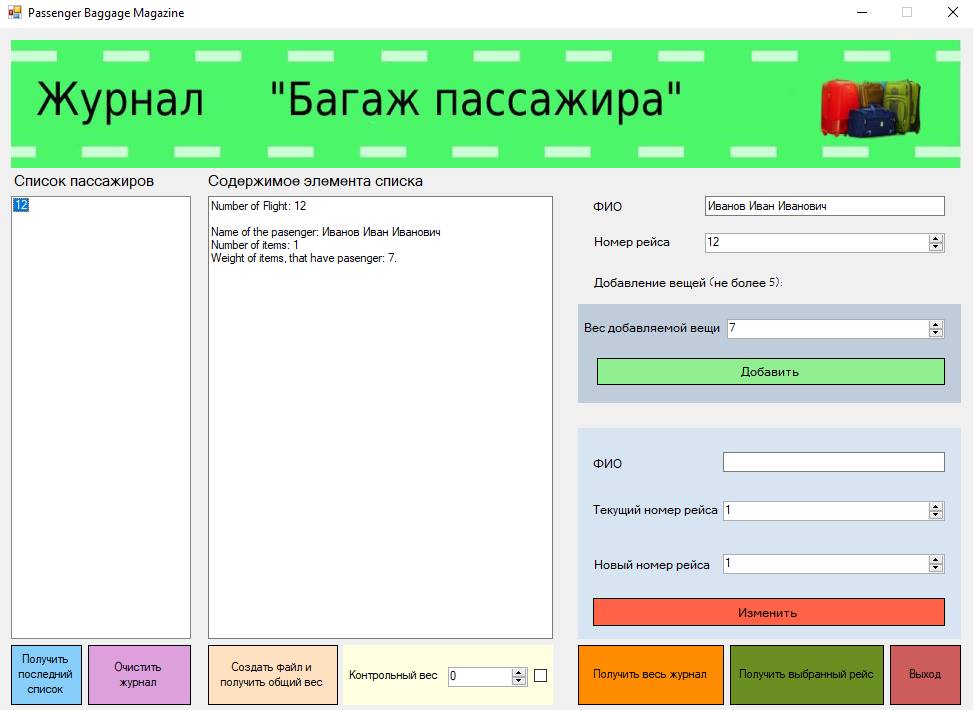 Passenger Baggage Magazine
Журнал "Багаж пассажира"
Список пассажиров
Содержимое элемента списка
12
Number of Flight: 12
Name of the pasenger: Иванов Иван Иванович
Number of items: 1
Weight of items, that have pasenger: 7.
ФИО
Иванов Иван Иванович
Номер рейса
12
Добавление вещей (не более 5):
Вес добавляемой вещи
7
Добавить
ФИО
Текущий номер рейса
1
Новый номер рейса
1
Изменить
Получить
последний
список
Очистить
журнал
Создать файл и
получить общий вес
Контрольный вес
0
Получить весь журнал
Получить выбранный рейс
Выход